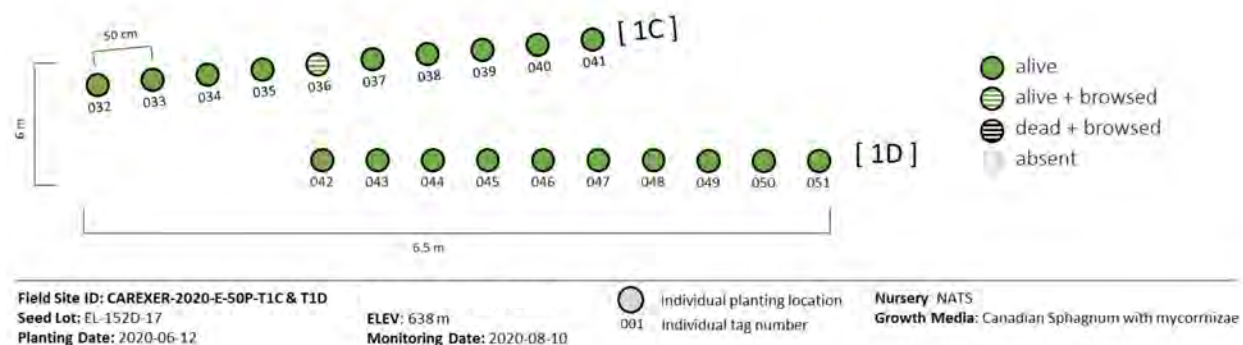 50 cm
[ 1C ]
032 033 034 035 036 037 038 039 040 041
6 m
[ 1D ]
042 043 044 045 046 047 048 049 050 051
6.5 m
alive
alive + browsed
dead + browsed
absent
Field Site ID: CAREXER-2020-E-50P-T1C & T1D
Seed Lot: EL-152D-17
Planting Date: 2020-06-12
ELEV: 638 m
Monitoring Date: 2020-08-10
Individual planting location
001 Individual tag number
Nursery: NATS
Growth Media: Canadian Sphagnum with mycorrnizae